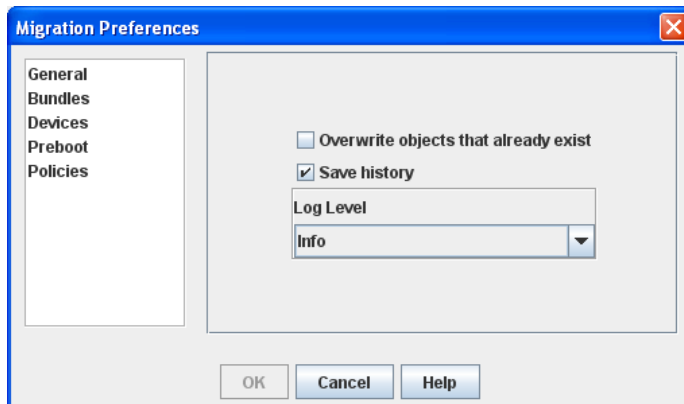 Migration Preferences
General
Bundles
Devices
Preboot
Policies
Overwrite objects that already exist
Save history
Log Level
Info
OK Cancel Help